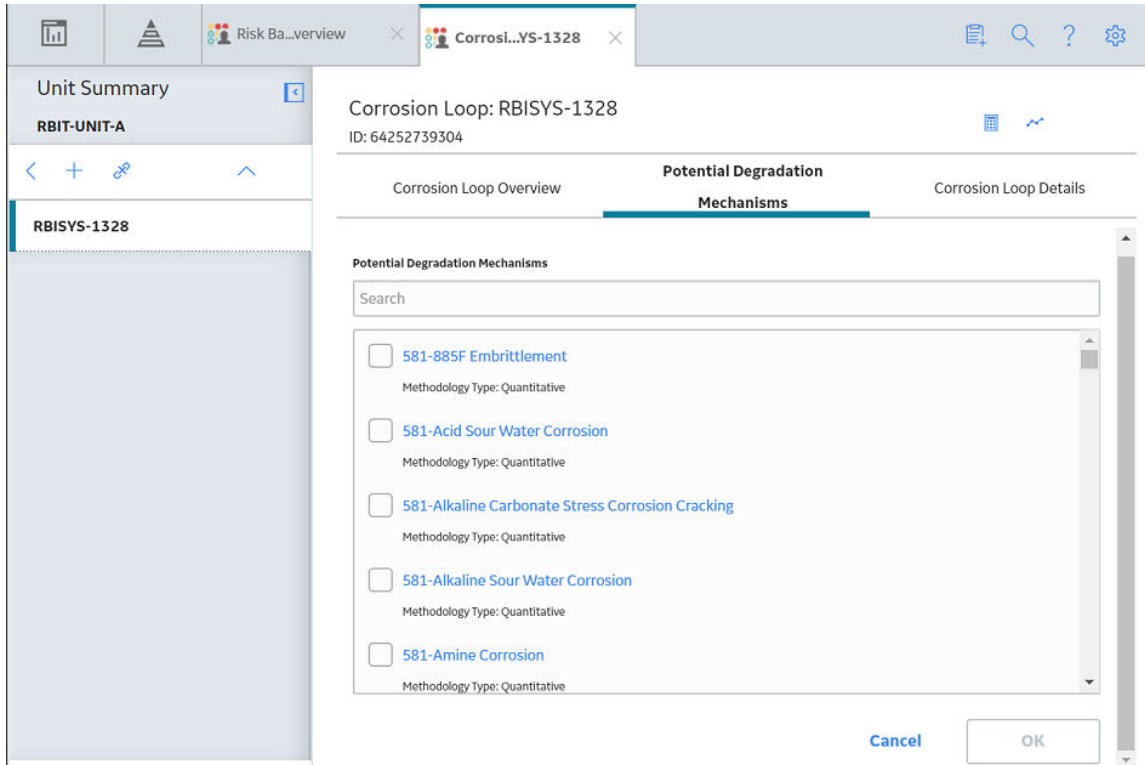 Risk Ba...verview
Corrosi...YS-1328
Unit Summary
RBIT-UNIT-A
RBISYS-1328
Corrosion Loop: RBISYS-1328
ID: 64252739304
Corrosion Loop Overview
Potential Degradation
Mechanisms
Corrosion Loop Details
Potential Degradation Mechanisms
Search
581-885F Embrittlement
Methodology Type: Quantitative
581-Acid Sour Water Corrosion
Methodology Type: Quantitative
581-Alkaline Carbonate Stress Corrosion Cracking
Methodology Type: Quantitative
581-Alkaline Sour Water Corrosion
Methodology Type: Quantitative
581-Amine Corrosion
Methodology Type: Quantitative
Cancel
OK